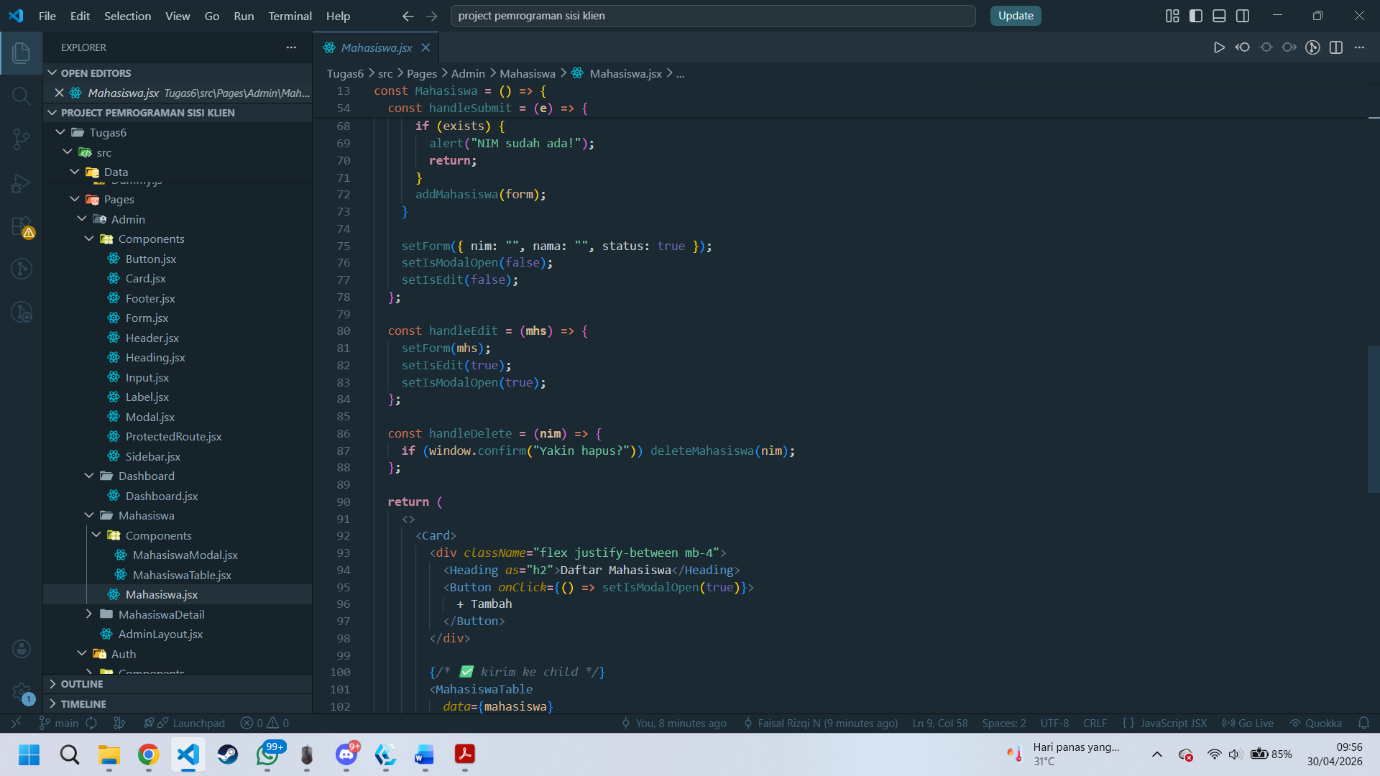 File Edit Selection View Go Run Terminal Help
project pemrograman sisi klien
Update
EXPLORER
OPEN EDITORS
Mahasiswa.jsx Tugas6\src\Pages\Admin\Mah...
PROJECT PEMROGRAMAN SISI KLIEN
Tugas6
src
Data
Dummy.js
Pages
Admin
Components
Button.jsx
Card.jsx
Footer.jsx
Form.jsx
Header.jsx
Heading.jsx
Input.jsx
Label.jsx
Modal.jsx
ProtectedRoute.jsx
Sidebar.jsx
Dashboard
Dashboard.jsx
Mahasiswa
Components
MahasiswaModal.jsx
MahasiswaTable.jsx
Mahasiswa.jsx
MahasiswaDetail
AdminLayout.jsx
Auth
Components
OUTLINE
TIMELINE
Mahasiswa.jsx
Tugas6 > src > Pages > Admin > Mahasiswa > Mahasiswa.jsx > ...
13 const Mahasiswa = () => {
54 const handleSubmit = (e) => {
68 if (exists) {
69 alert("NIM sudah ada!");
70 return;
71 }
72 addMahasiswa(form);
73 }
74
75 setForm({ nim: "", nama: "", status: true });
76 setIsModalOpen(false);
77 setIsEdit(false);
78 };
79
80 const handleEdit = (mhs) => {
81 setForm(mhs);
82 setIsEdit(true);
83 setIsModalOpen(true);
84 };
85
86 const handleDelete = (nim) => {
87 if (window.confirm("Yakin hapus?")) deleteMahasiswa(nim);
88 };
89
90 return (
91 <>
92 <Card>
93 <div className="flex justify-between mb-4">
94 <Heading as="h2">Daftar Mahasiswa</Heading>
95 <Button onClick={() => setIsModalOpen(true)}>
96 + Tambah
97 </Button>
98 </div>
99
100 {/* ✅ kirim ke child */}
101 <MahasiswaTable
102 data={mahasiswa}
1
main Launchpad 0 0 You, 8 minutes ago Faisal Rizqi N (9 minutes ago) Ln 9, Col 58 Spaces: 2 UTF-8 CRLF { } JavaScript JSX Go Live Quokka
99+
9+
Hari panas yang...
31°C
85%
09:56
30/04/2026